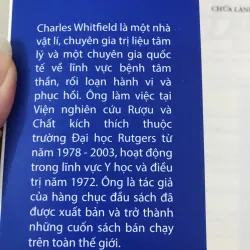 CHỮA LÀNH
Charles Whitfield là một nhà
vật lí, chuyên gia trị liệu tâm
lý và một chuyên gia quốc
tế về lĩnh vực bệnh tâm
thần, rối loạn hành vi và
phục hồi. Ông làm việc tại
Viện nghiên cứu Rượu và
Chất kích thích thuộc
trường Đại học Rutgers từ
năm 1978 - 2003, hoạt động
trong lĩnh vực Y học và điều
trị năm 1972. Ông là tác giả
của hàng chục đầu sách đã
được xuất bản và trở thành
những cuốn sách bán chạy
trên toàn thế giới.